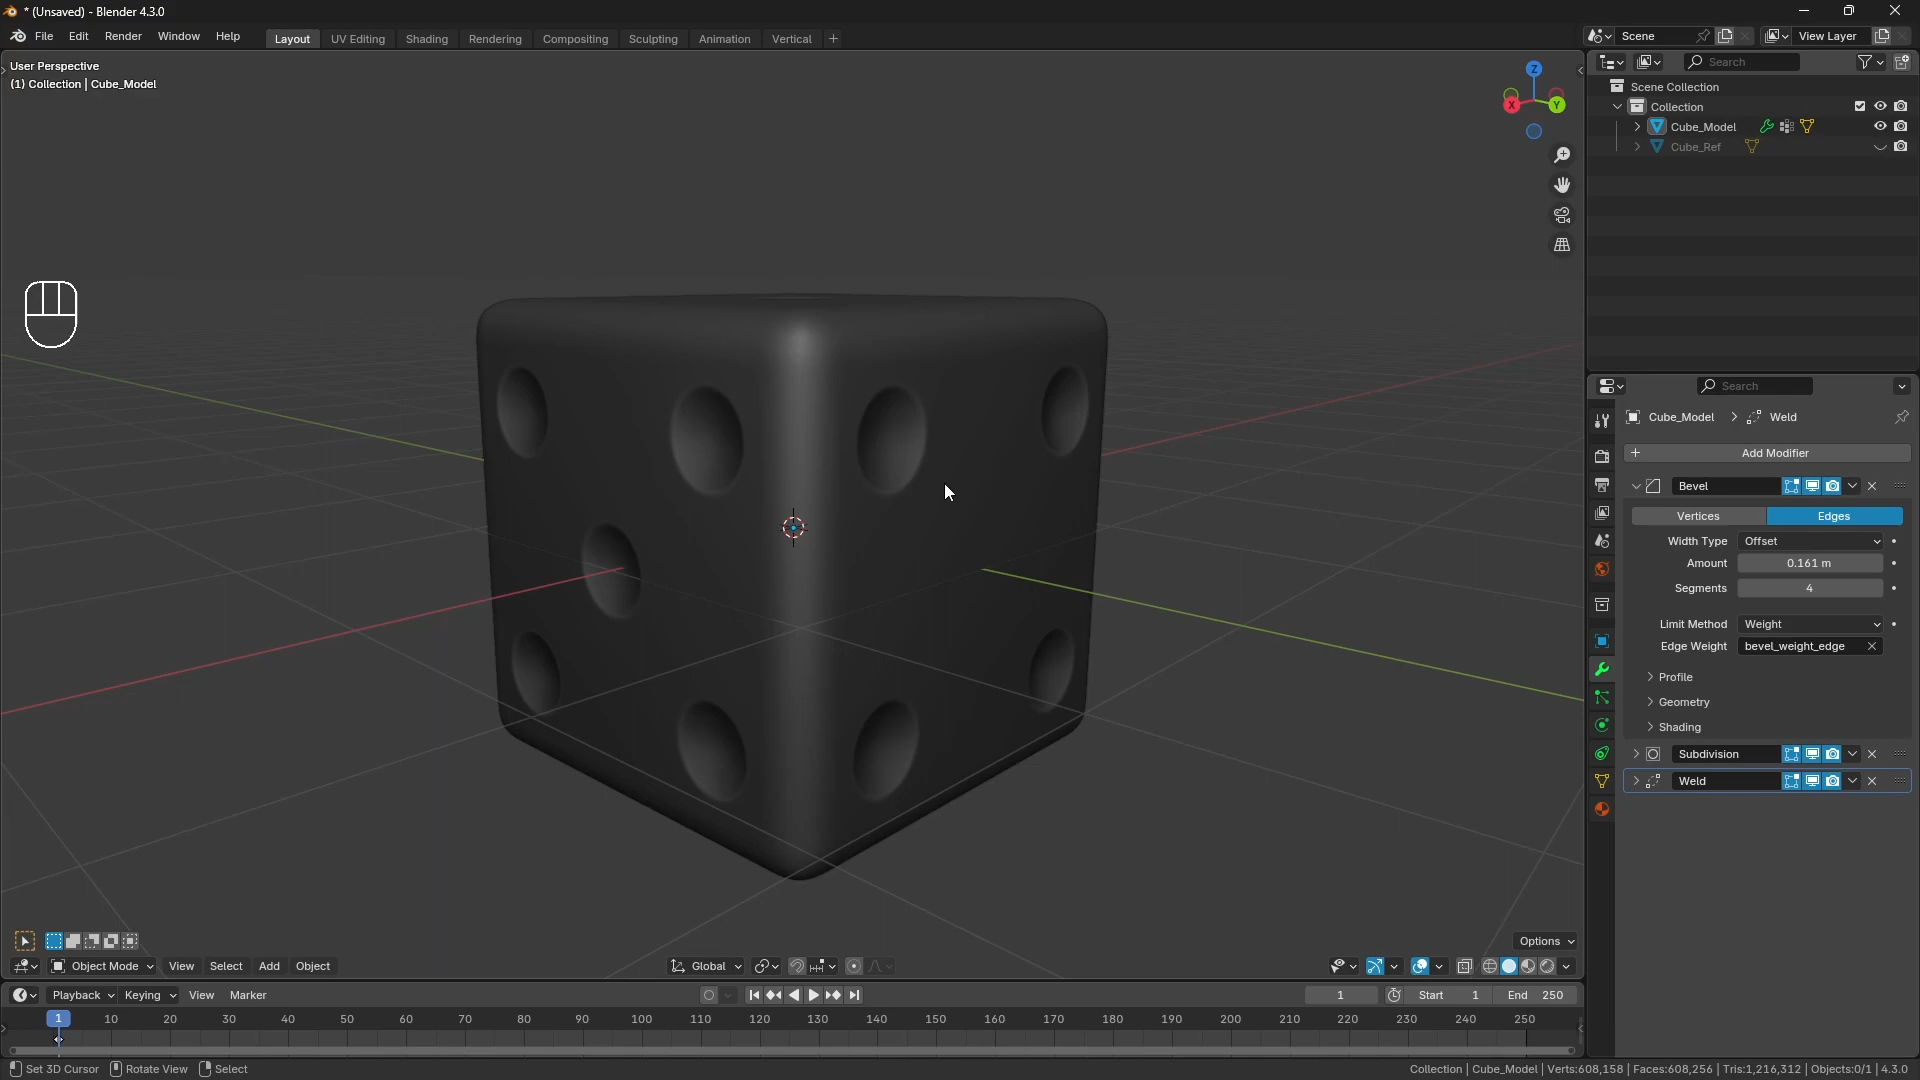 * (Unsaved) - Blender 4.3.0
File Edit Render Window Help Layout UV Editing Shading Rendering Compositing Sculpting Animation Vertical + Scene View Layer
User Perspective
(1) Collection | Cube_Model
Z
X
Y
Search
Scene Collection
Collection
Cube_Model
Cube_Ref
Search
Cube_Model > Weld
+ Add Modifier
Bevel
Vertices Edges
Width Type Offset
Amount 0.161 m
Segments 4
Limit Method Weight
Edge Weight bevel_weight_edge
Profile
Geometry
Shading
Subdivision
Weld
Options
Object Mode View Select Add Object Global
Playback Keying View Marker 1 Start 1 End 250
1 10 20 30 40 50 60 70 80 90 100 110 120 130 140 150 160 170 180 190 200 210 220 230 240 250
Set 3D Cursor Rotate View Select Collection | Cube_Model | Verts:608,158 | Faces:608,256 | Tris:1,216,312 | Objects:0/1 | 4.3.0